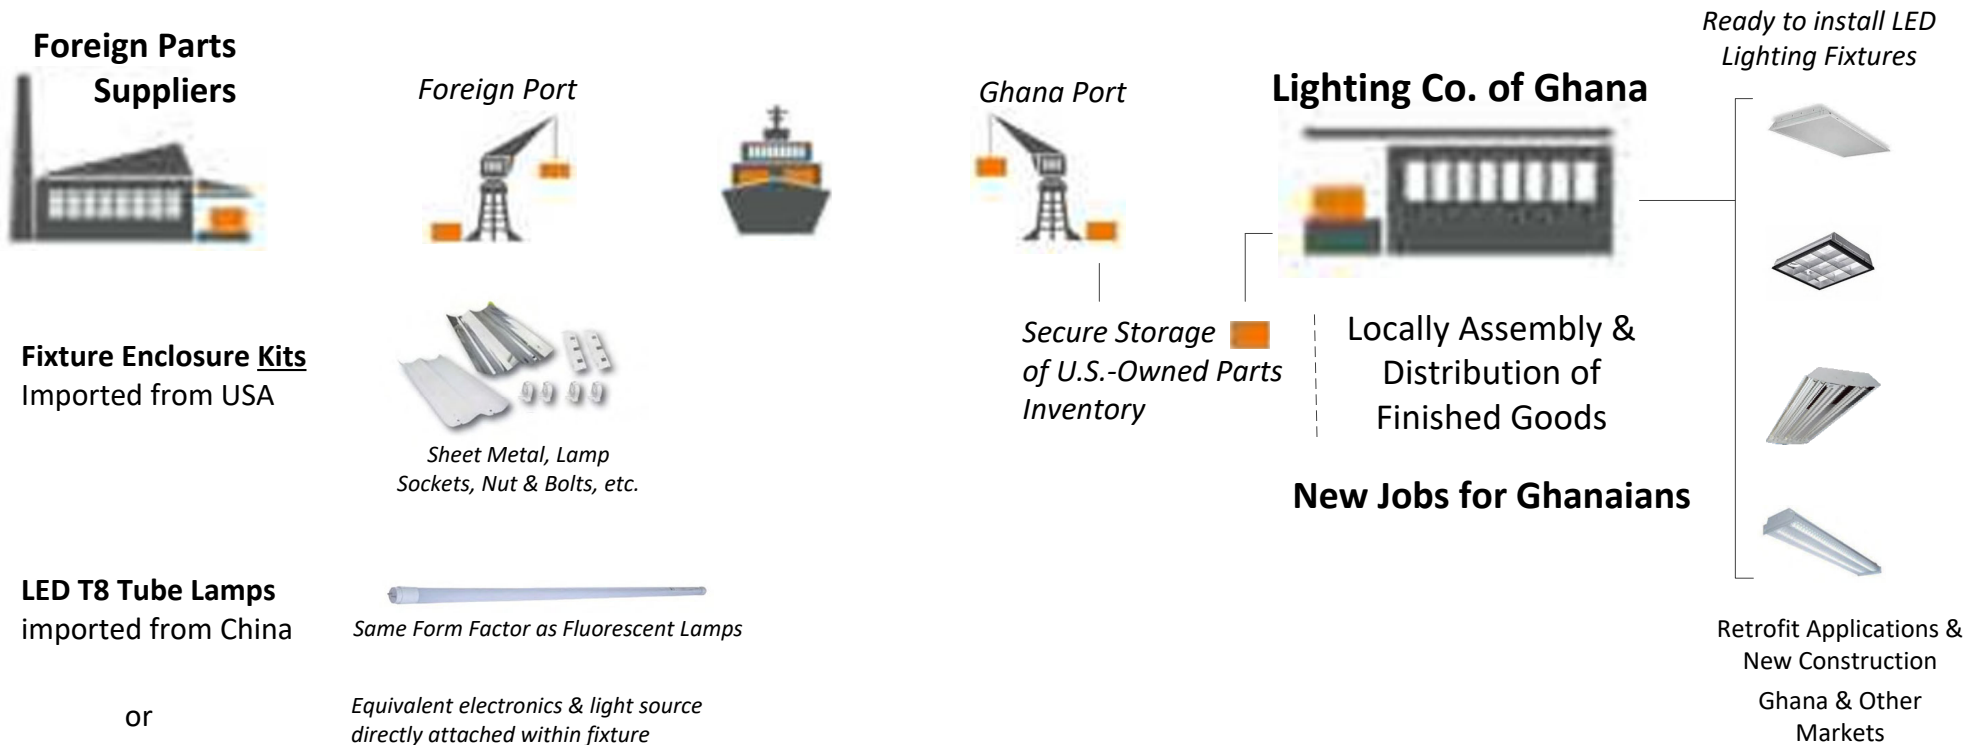 Foreign Parts
Suppliers
Foreign Port
Ghana Port
Lighting Co. of Ghana
Ready to install LED
Lighting Fixtures
Fixture Enclosure Kits
Imported from USA
Sheet Metal, Lamp
Sockets, Nut & Bolts, etc.
Secure Storage
of U.S.-Owned Parts
Inventory
Locally Assembly &
Distribution of
Finished Goods
New Jobs for Ghanaians
LED T8 Tube Lamps
imported from China
Same Form Factor as Fluorescent Lamps
or
Equivalent electronics & light source
directly attached within fixture
Retrofit Applications &
New Construction
Ghana & Other
Markets